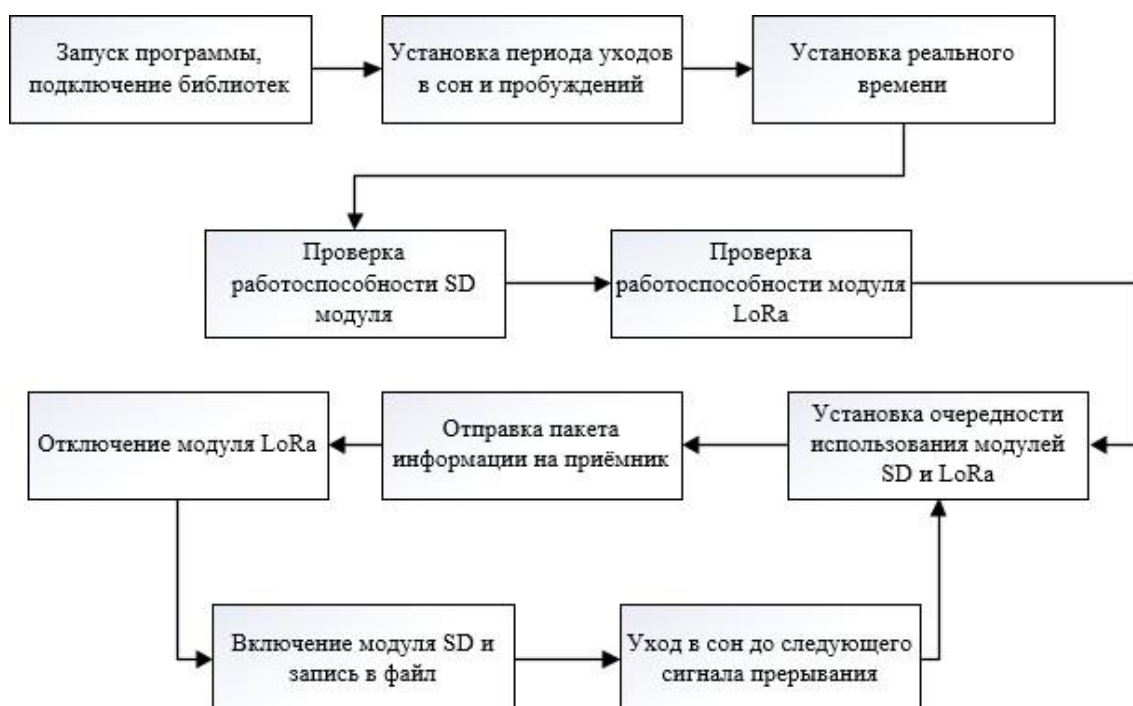 Запуск программы,
подключение библиотек
Установка периода уходов
в сон и пробуждений
Установка реального
времени
Проверка
работоспособности SD
модуля
Проверка
работоспособности модуля
LoRa
Установка очередности
использования модулей
SD и LoRa
Отправка пакета
информации на приёмник
Отключение модуля LoRa
Включение модуля SD и
запись в файл
Уход в сон до следующего
сигнала прерывания